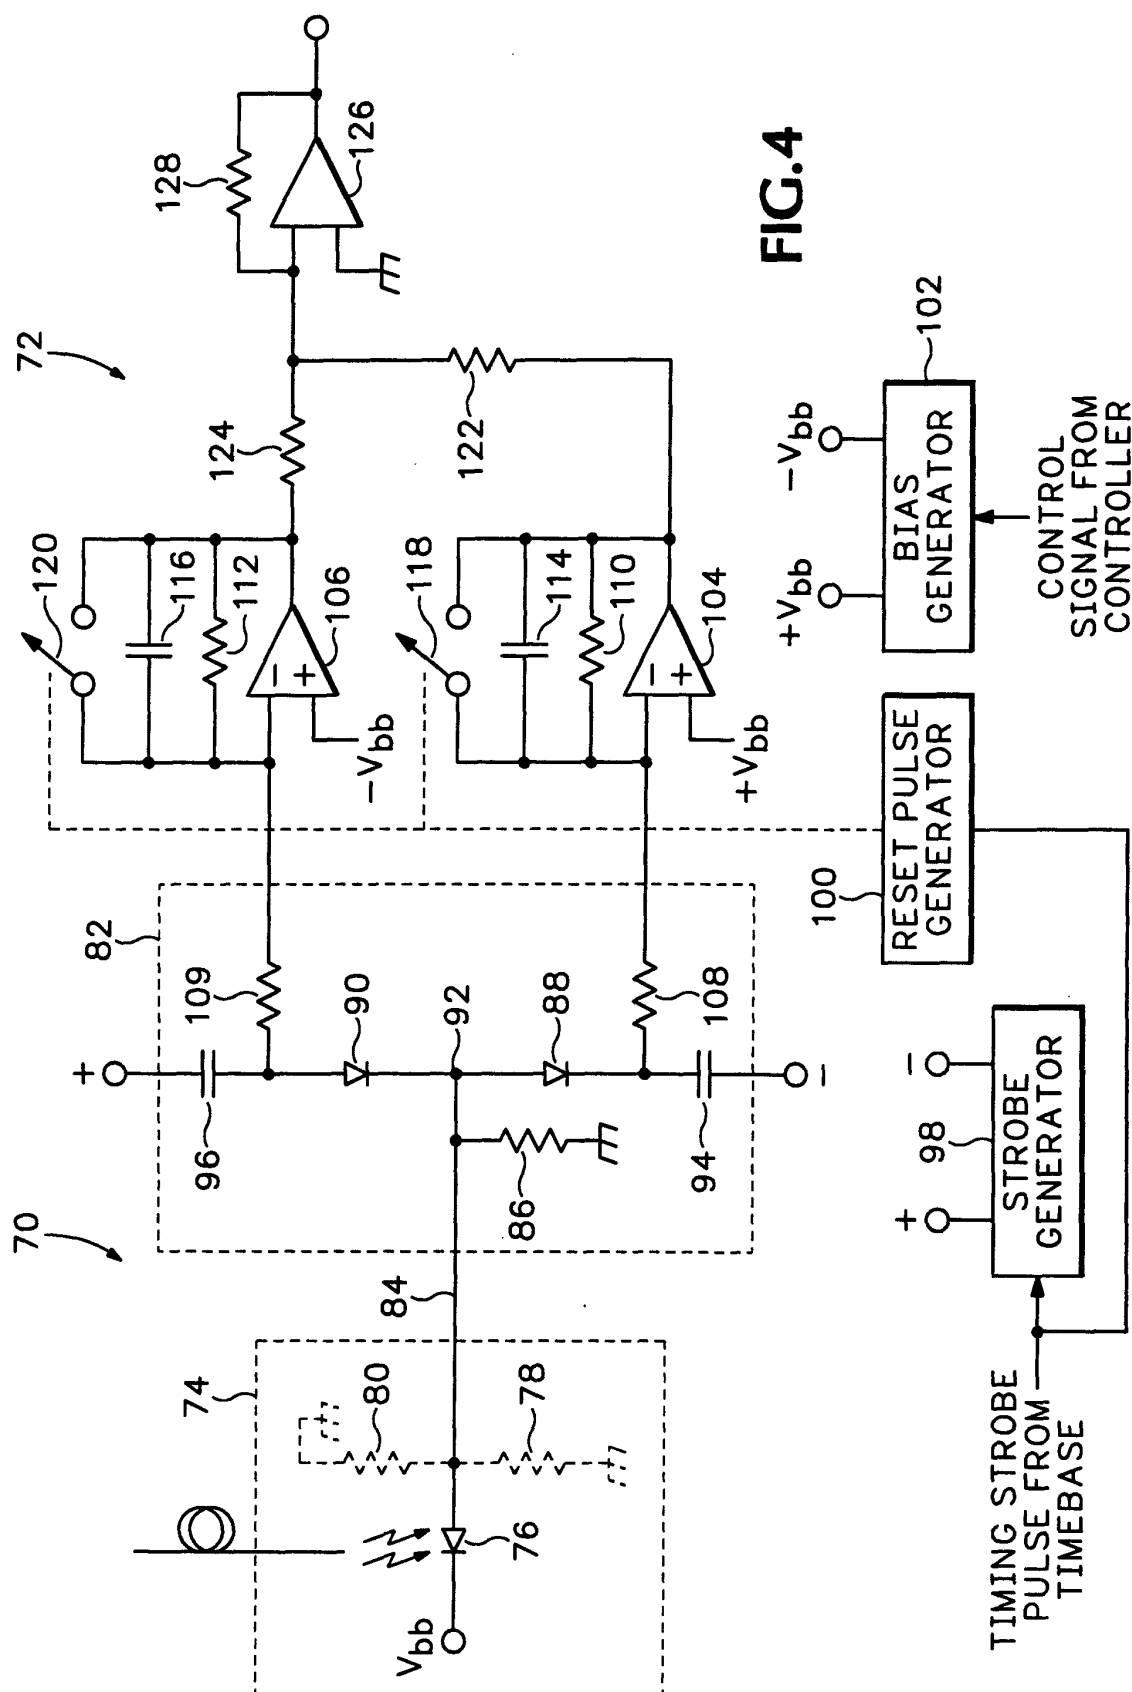 70
72
74
V_bb
76
80
78
84
82
+
96
109
90
92
88
86
94
108
−
120
116
112
−
+
106
−V_bb
118
114
110
−
+
104
+V_bb
124
122
128
126
TIMING STROBE
PULSE FROM
TIMEBASE
+
98
−
STROBE
GENERATOR
100
RESET PULSE
GENERATOR
+V_bb
−V_bb
102
BIAS
GENERATOR
CONTROL
SIGNAL FROM
CONTROLLER
FIG.4